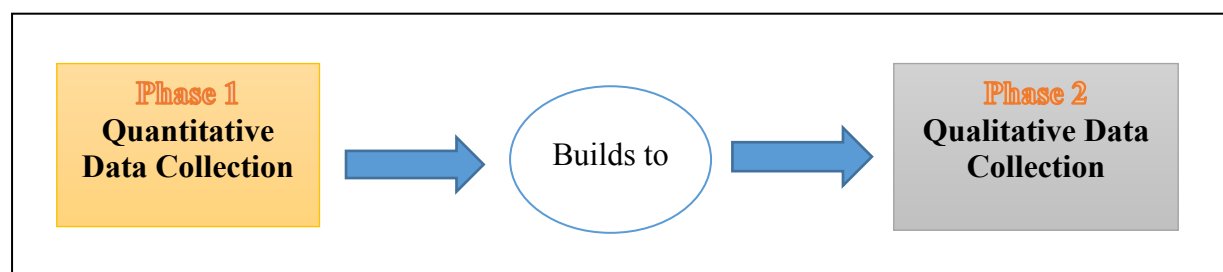 Phase 1
Quantitative
Data Collection
Builds to
Phase 2
Qualitative Data
Collection